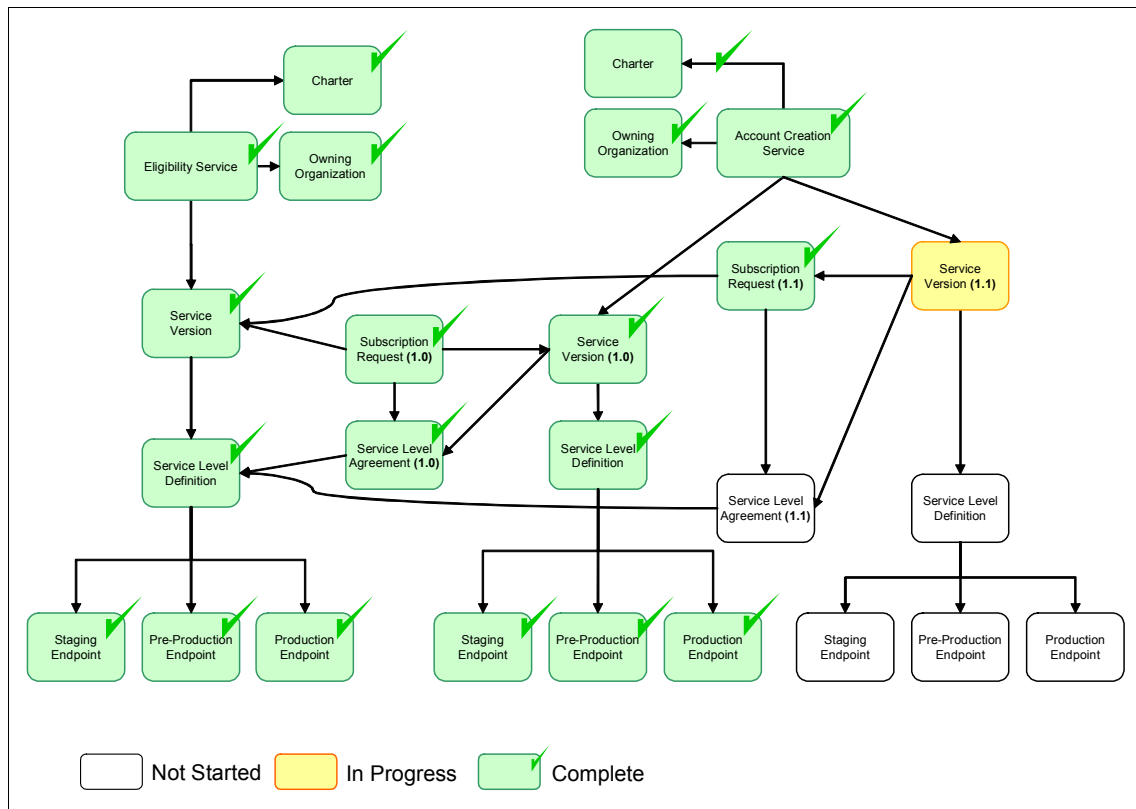 Charter
Charter
Eligibility Service
Owning
Organization
Owning
Organization
Account Creation
Service
Subscription
Request (1.1)
Service
Version (1.1)
Service
Version
Subscription
Request (1.0)
Service
Version (1.0)
Service Level
Definition
Service Level
Agreement (1.0)
Service Level
Definition
Service Level
Agreement (1.1)
Service Level
Definition
Staging
Endpoint
Pre-Production
Endpoint
Production
Endpoint
Staging
Endpoint
Pre-Production
Endpoint
Production
Endpoint
Staging
Endpoint
Pre-Production
Endpoint
Production
Endpoint
Not Started
In Progress
Complete